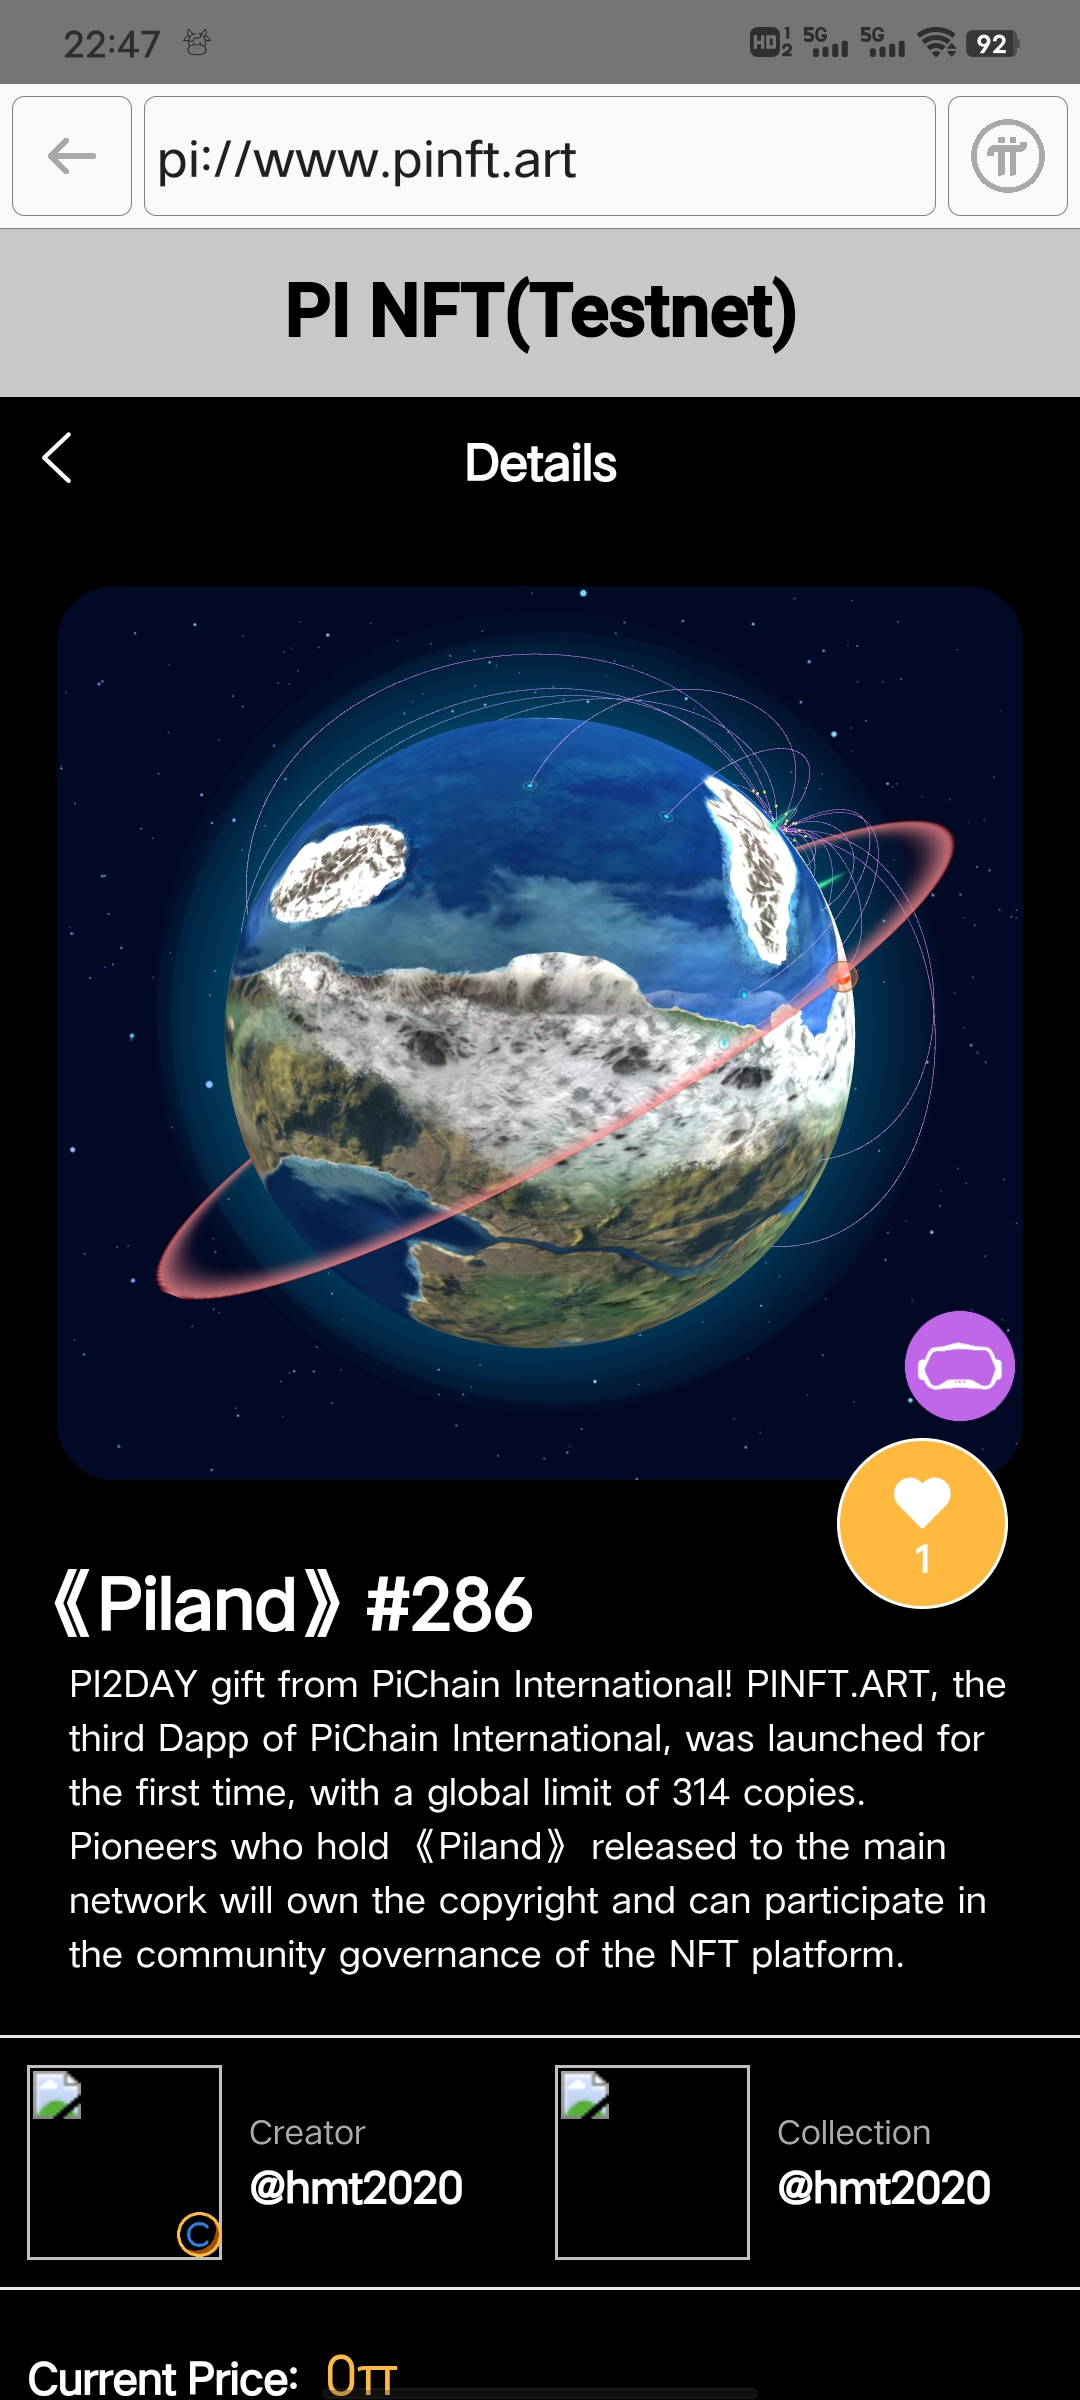 22:47
HD 1 2 5G 5G 92
pi://www.pinft.art
PI NFT(Testnet)
Details
1
《Piland》 #286
PI2DAY gift from PiChain International! PINFT.ART, the
third Dapp of PiChain International, was launched for
the first time, with a global limit of 314 copies.
Pioneers who hold 《Piland》 released to the main
network will own the copyright and can participate in
the community governance of the NFT platform.
Creator
@hmt2020
Collection
@hmt2020
C
Current Price: 0π